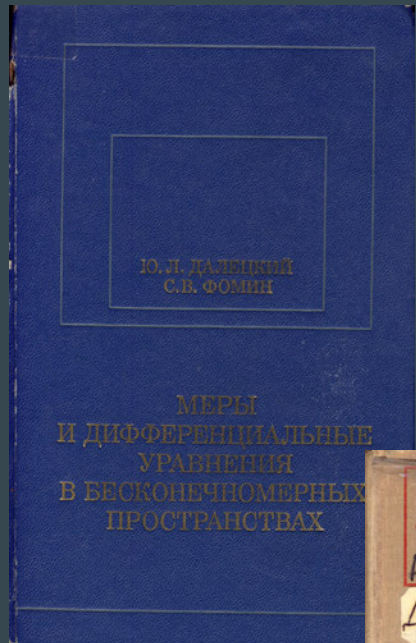 Ю. Л. ДАЛЕЦКИЙ
С. В. ФОМИН
МЕРЫ
И ДИФФЕРЕНЦИАЛЬНЫЕ
УРАВНЕНИЯ
В БЕСКОНЕЧНОМЕРНЫХ
ПРОСТРАНСТВАХ